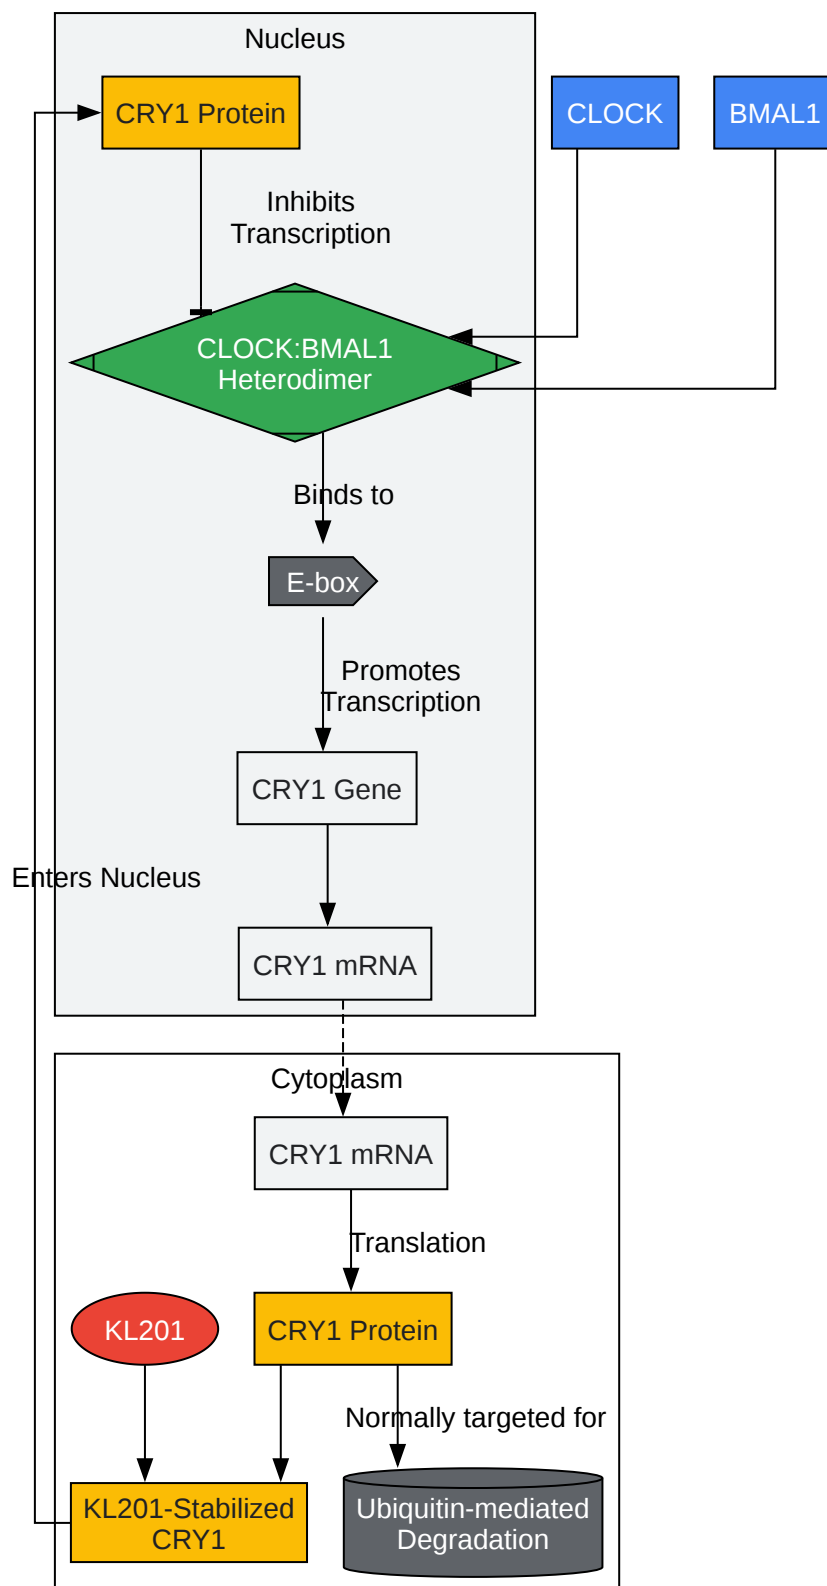 Nucleus
CRY1 Protein
CLOCK
BMAL1
Inhibits
Transcription
CLOCK:BMAL1
Heterodimer
Binds to
E-box
Promotes
Transcription
CRY1 Gene
Enters Nucleus
CRY1 mRNA
Cytoplasm
CRY1 mRNA
Translation
KL201
CRY1 Protein
Normally targeted for
KL201-Stabilized
CRY1
Ubiquitin-mediated
Degradation